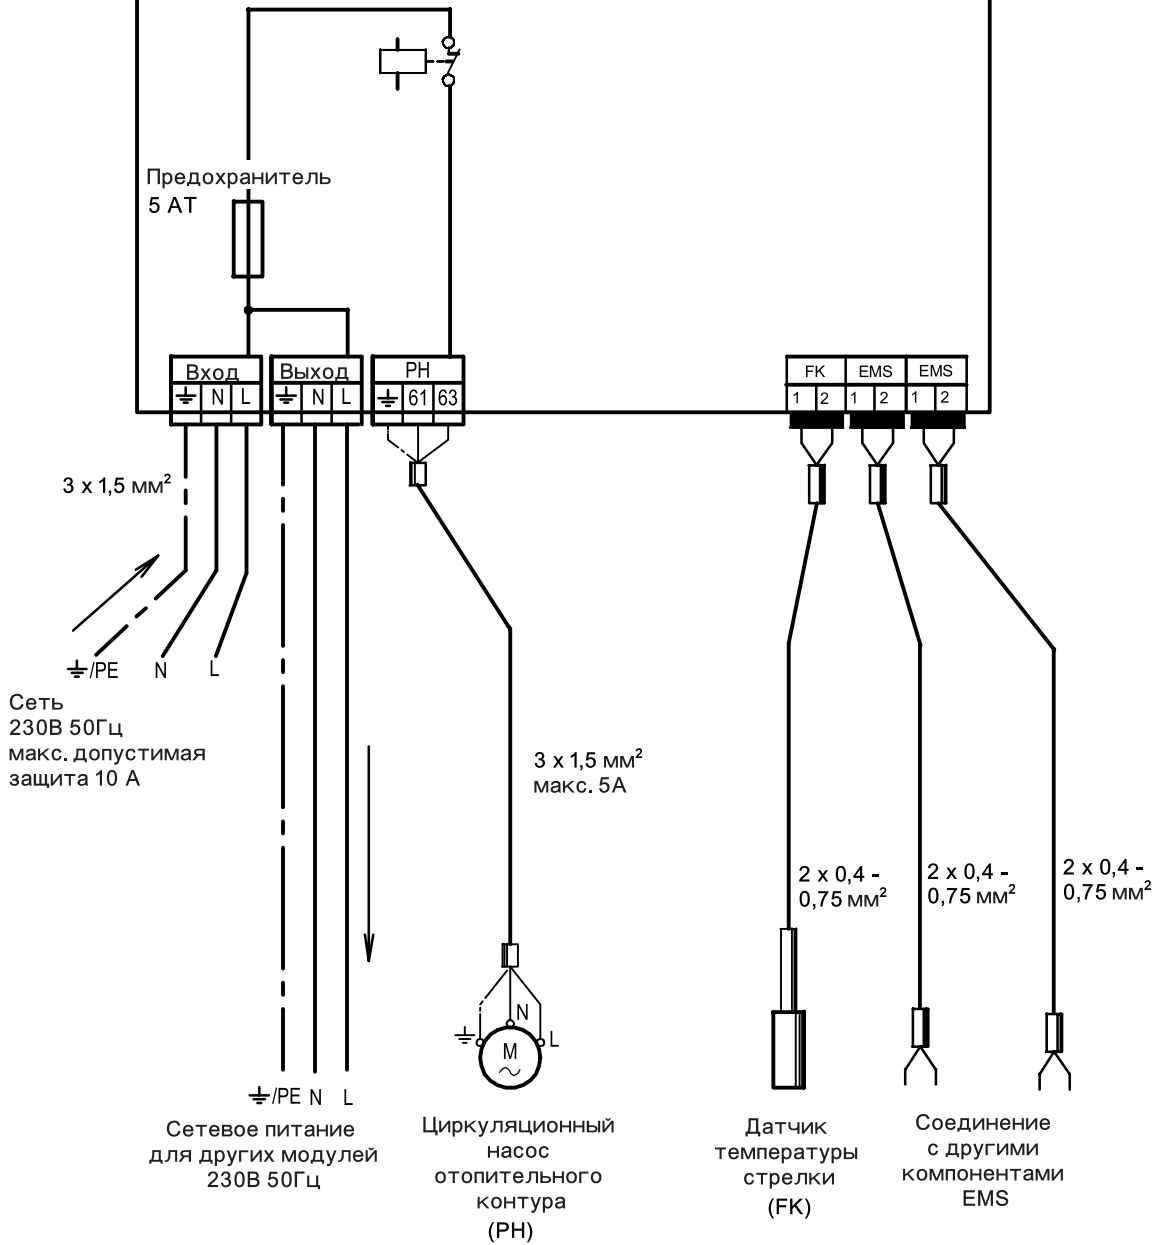 Предохранитель
5 АТ
Вход
N L
Выход
N L
PH
61 63
FK EMS EMS
1 2 1 2 1 2
3 x 1,5 мм²
/PE N L
Сеть
230В 50Гц
макс. допустимая
защита 10 А
3 x 1,5 мм²
макс. 5А
2 x 0,4 -
0,75 мм²
2 x 0,4 -
0,75 мм²
2 x 0,4 -
0,75 мм²
N
L
M
/PE N L
Сетевое питание
для других модулей
230В 50Гц
Циркуляционный
насос
отопительного
контура
(PH)
Датчик
температуры
стрелки
(FK)
Соединение
с другими
компонентами
EMS